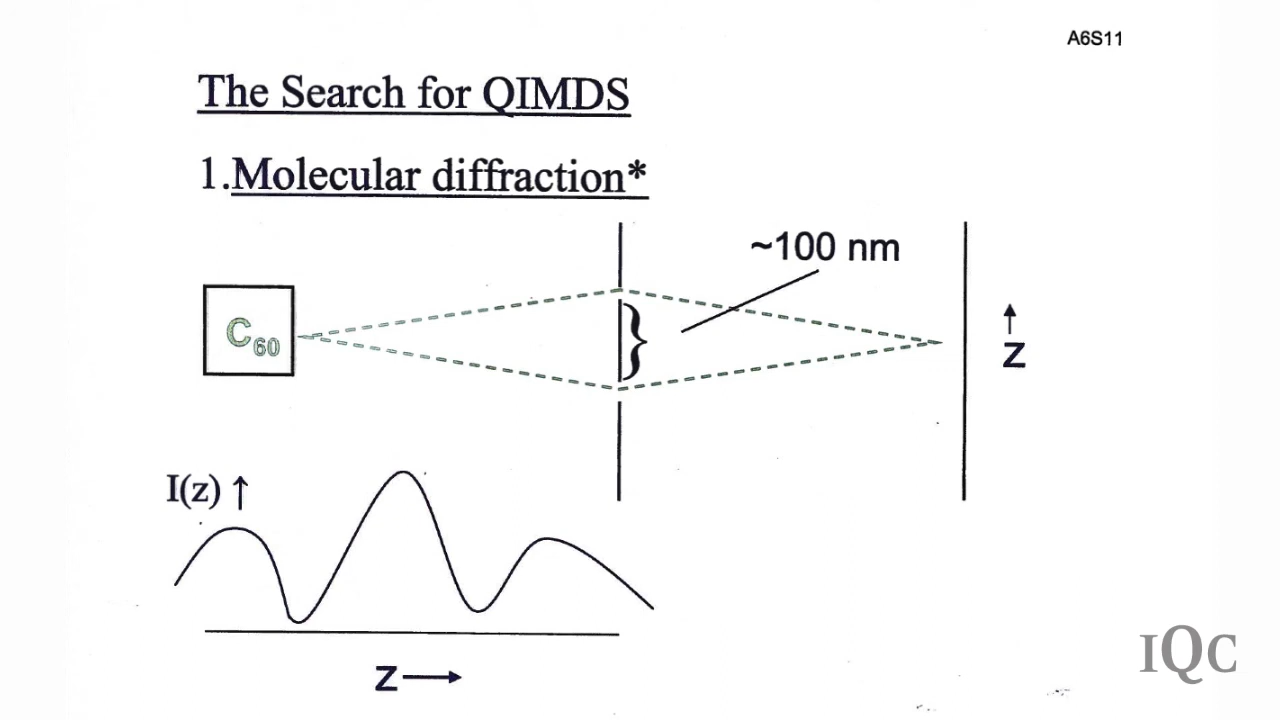 A6S11
The Search for QIMDS
1.Molecular diffraction*
~100 nm
C60
↑
z
I(z) ↑
z→
IQC